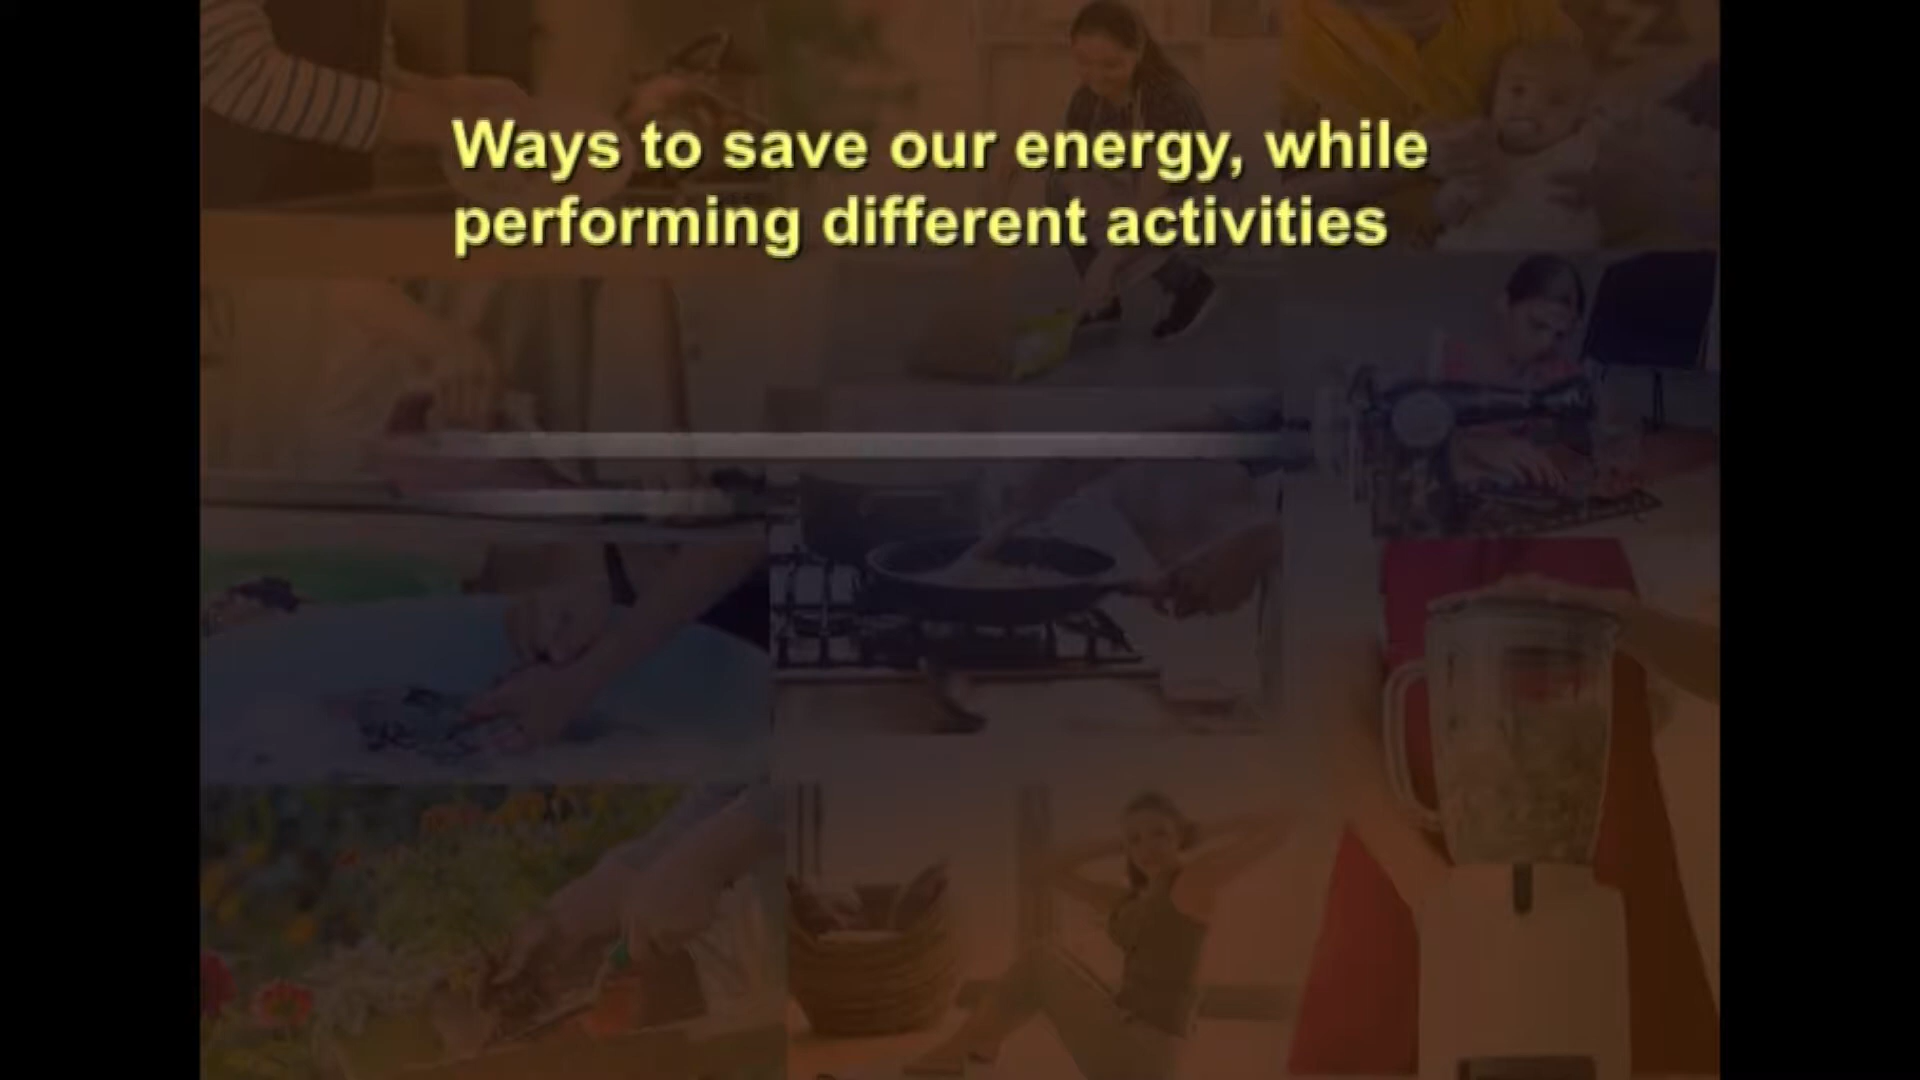 Ways to save our energy, while
performing different activities